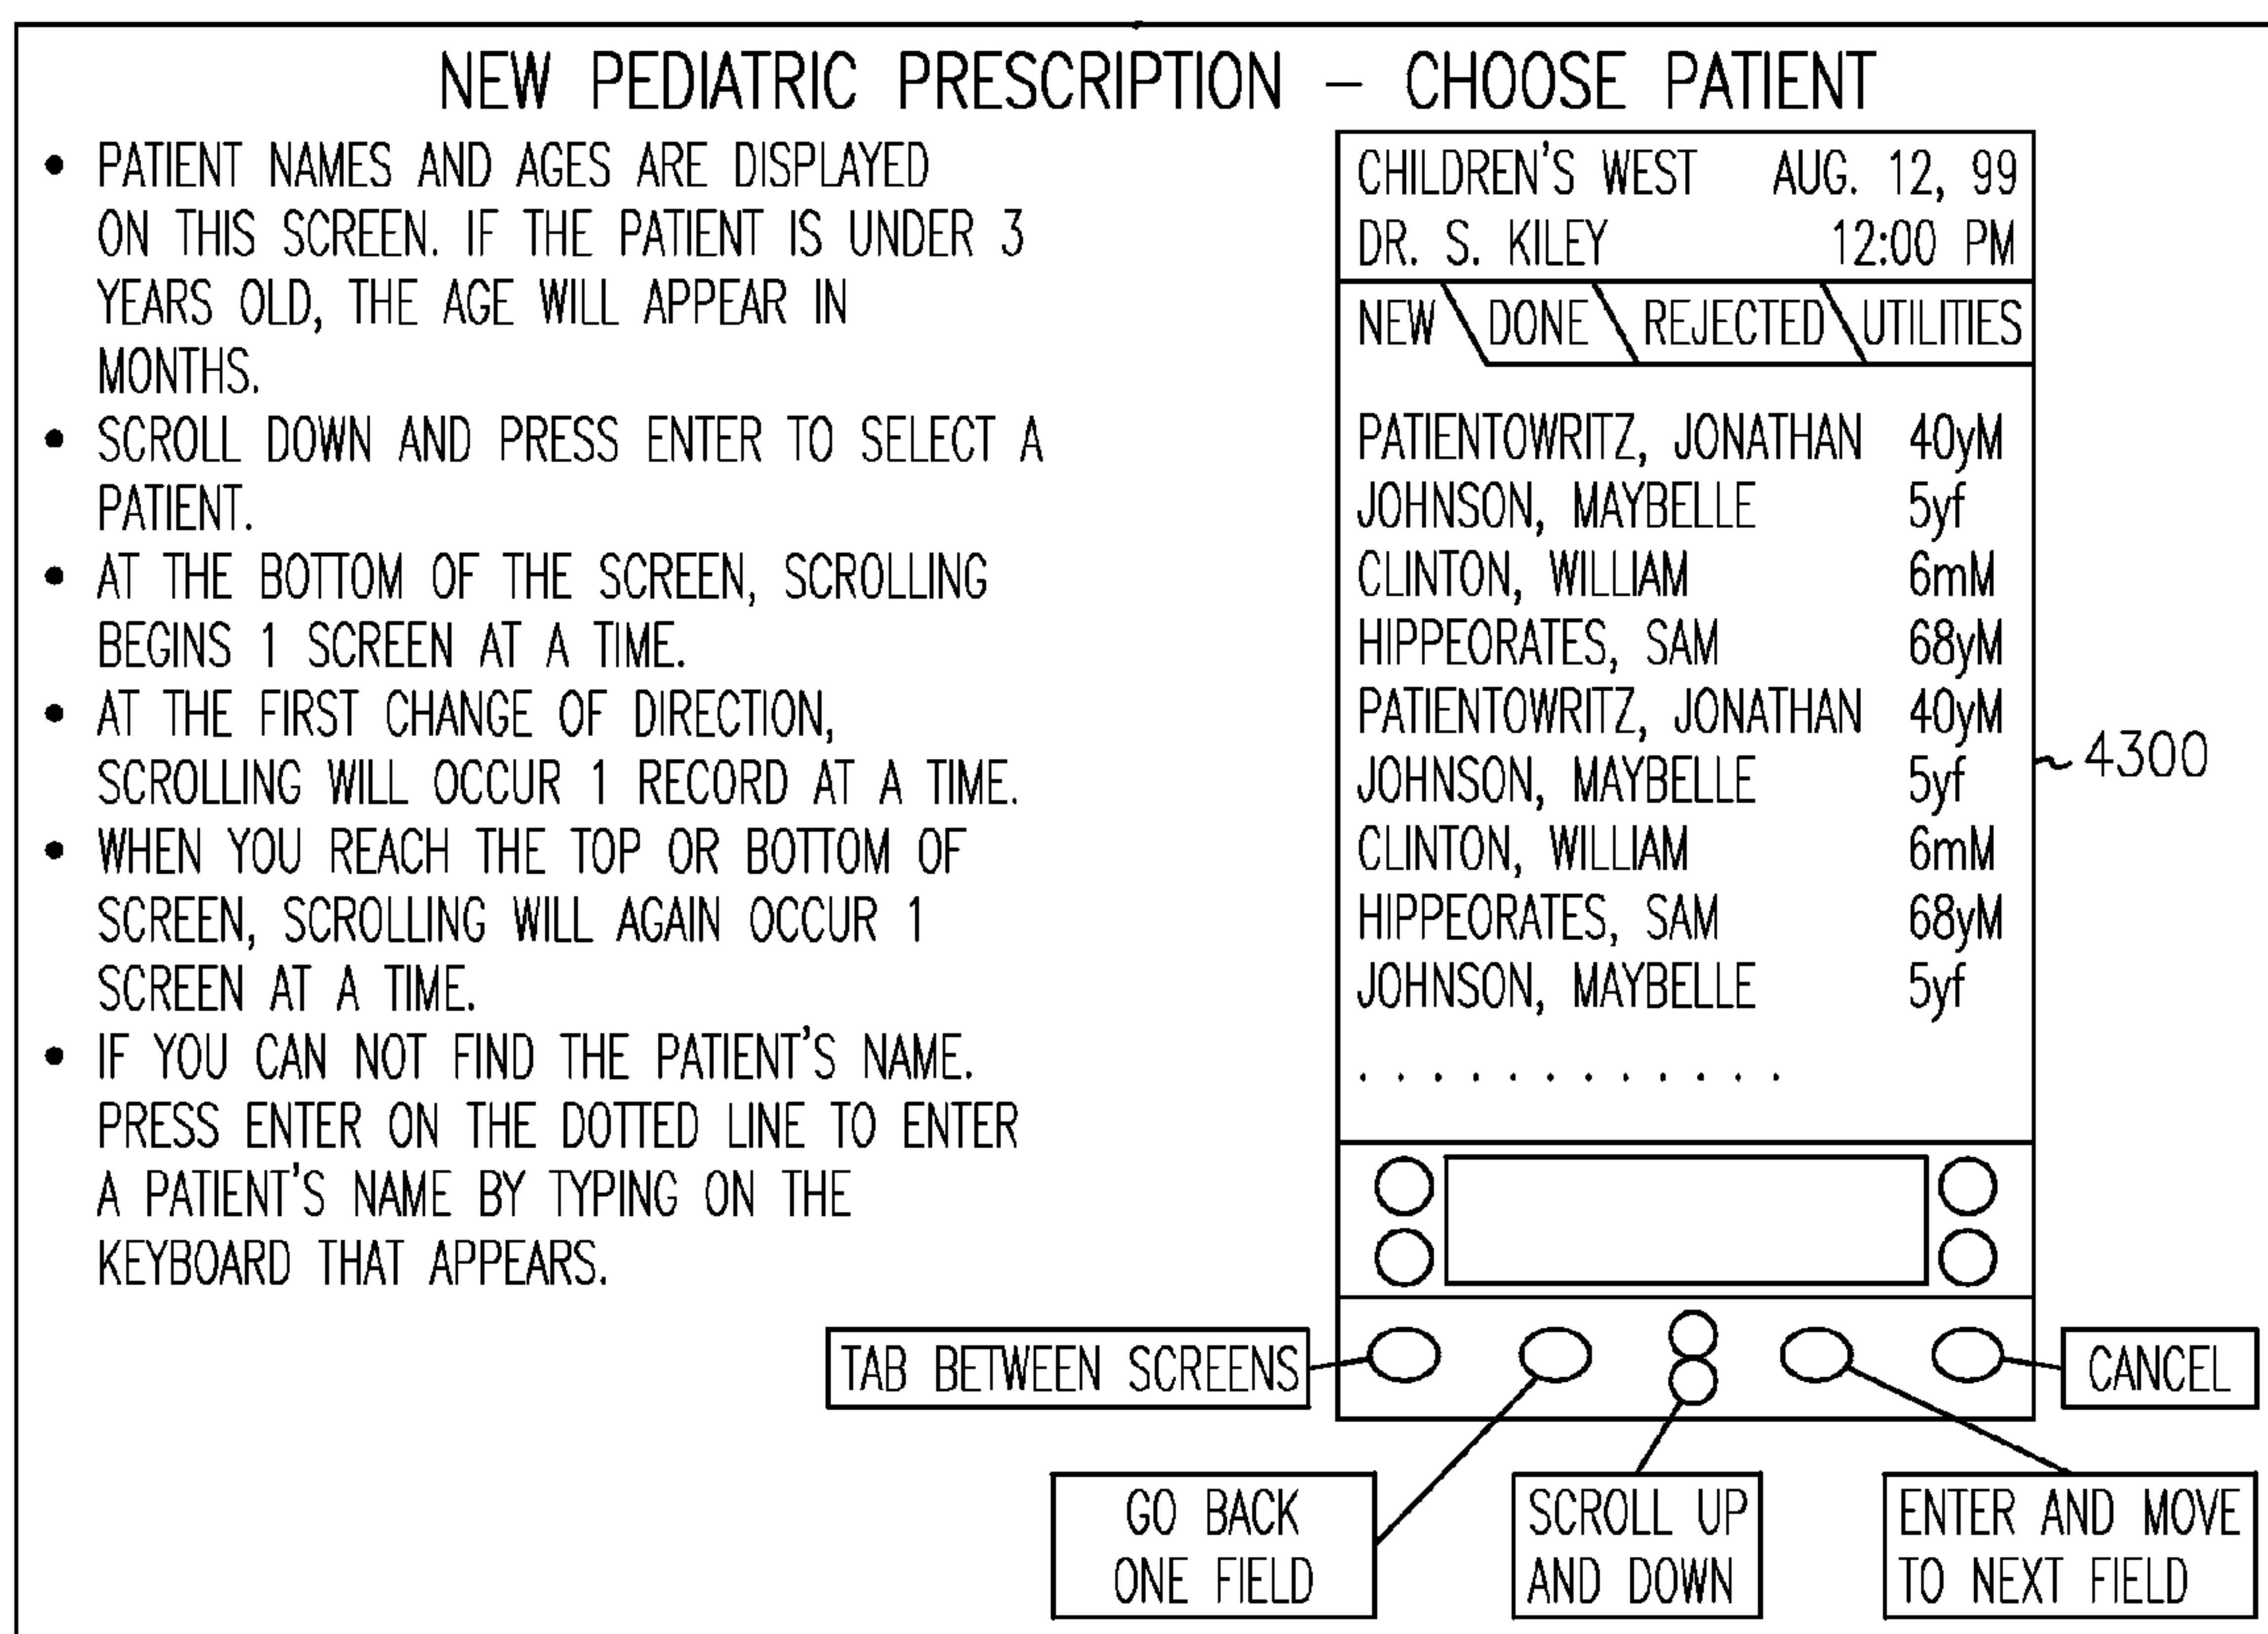 NEW PEDIATRIC PRESCRIPTION – CHOOSE PATIENT
• PATIENT NAMES AND AGES ARE DISPLAYED
ON THIS SCREEN. IF THE PATIENT IS UNDER 3
YEARS OLD, THE AGE WILL APPEAR IN
MONTHS.
• SCROLL DOWN AND PRESS ENTER TO SELECT A
PATIENT.
• AT THE BOTTOM OF THE SCREEN, SCROLLING
BEGINS 1 SCREEN AT A TIME.
• AT THE FIRST CHANGE OF DIRECTION,
SCROLLING WILL OCCUR 1 RECORD AT A TIME.
• WHEN YOU REACH THE TOP OR BOTTOM OF
SCREEN, SCROLLING WILL AGAIN OCCUR 1
SCREEN AT A TIME.
• IF YOU CAN NOT FIND THE PATIENT'S NAME.
PRESS ENTER ON THE DOTTED LINE TO ENTER
A PATIENT'S NAME BY TYPING ON THE
KEYBOARD THAT APPEARS.
CHILDREN'S WEST AUG. 12, 99
DR. S. KILEY 12:00 PM
NEW DONE REJECTED UTILITIES
PATIENTOWRITZ, JONATHAN 40yM
JOHNSON, MAYBELLE 5yf
CLINTON, WILLIAM 6mM
HIPPEORATES, SAM 68yM
PATIENTOWRITZ, JONATHAN 40yM
JOHNSON, MAYBELLE 5yf
CLINTON, WILLIAM 6mM
HIPPEORATES, SAM 68yM
JOHNSON, MAYBELLE 5yf
. . . . . . . . . . . .
4300
TAB BETWEEN SCREENS
CANCEL
GO BACK
ONE FIELD
SCROLL UP
AND DOWN
ENTER AND MOVE
TO NEXT FIELD